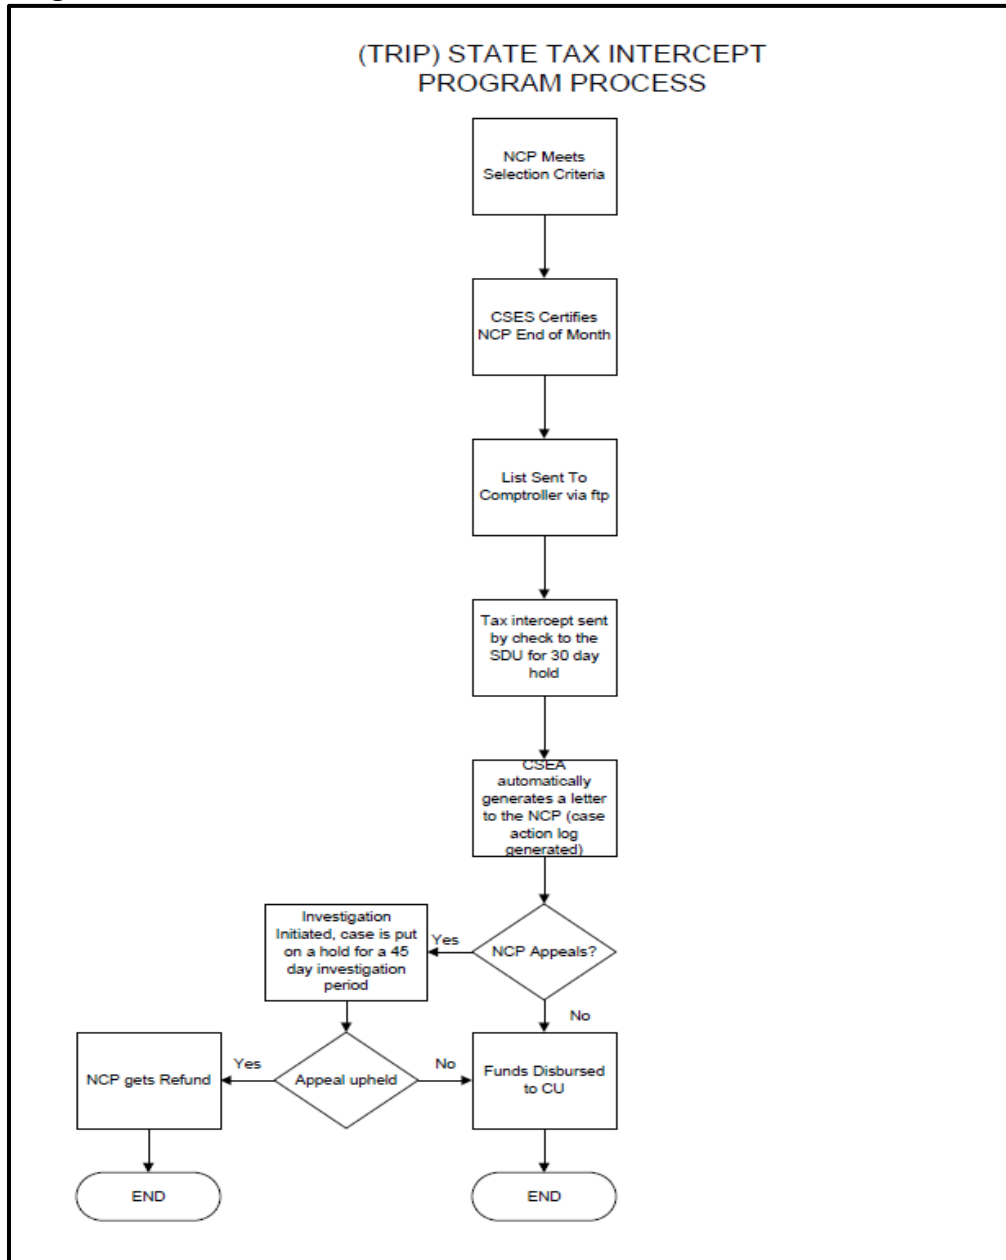 (TRIP) STATE TAX INTERCEPT
PROGRAM PROCESS
NCP Meets
Selection Criteria
CSES Certifies
NCP End of Month
List Sent To
Comptroller via ftp
Tax intercept sent
by check to the
SDU for 30 day
hold
CSEA
automatically
generates a letter
to the NCP (case
action log
generated)
NCP Appeals?
Yes
Investigation
Initiated, case is put
on a hold for a 45
day investigation
period
No
Appeal upheld
Yes
NCP gets Refund
No
Funds Disbursed
to CU
END
END